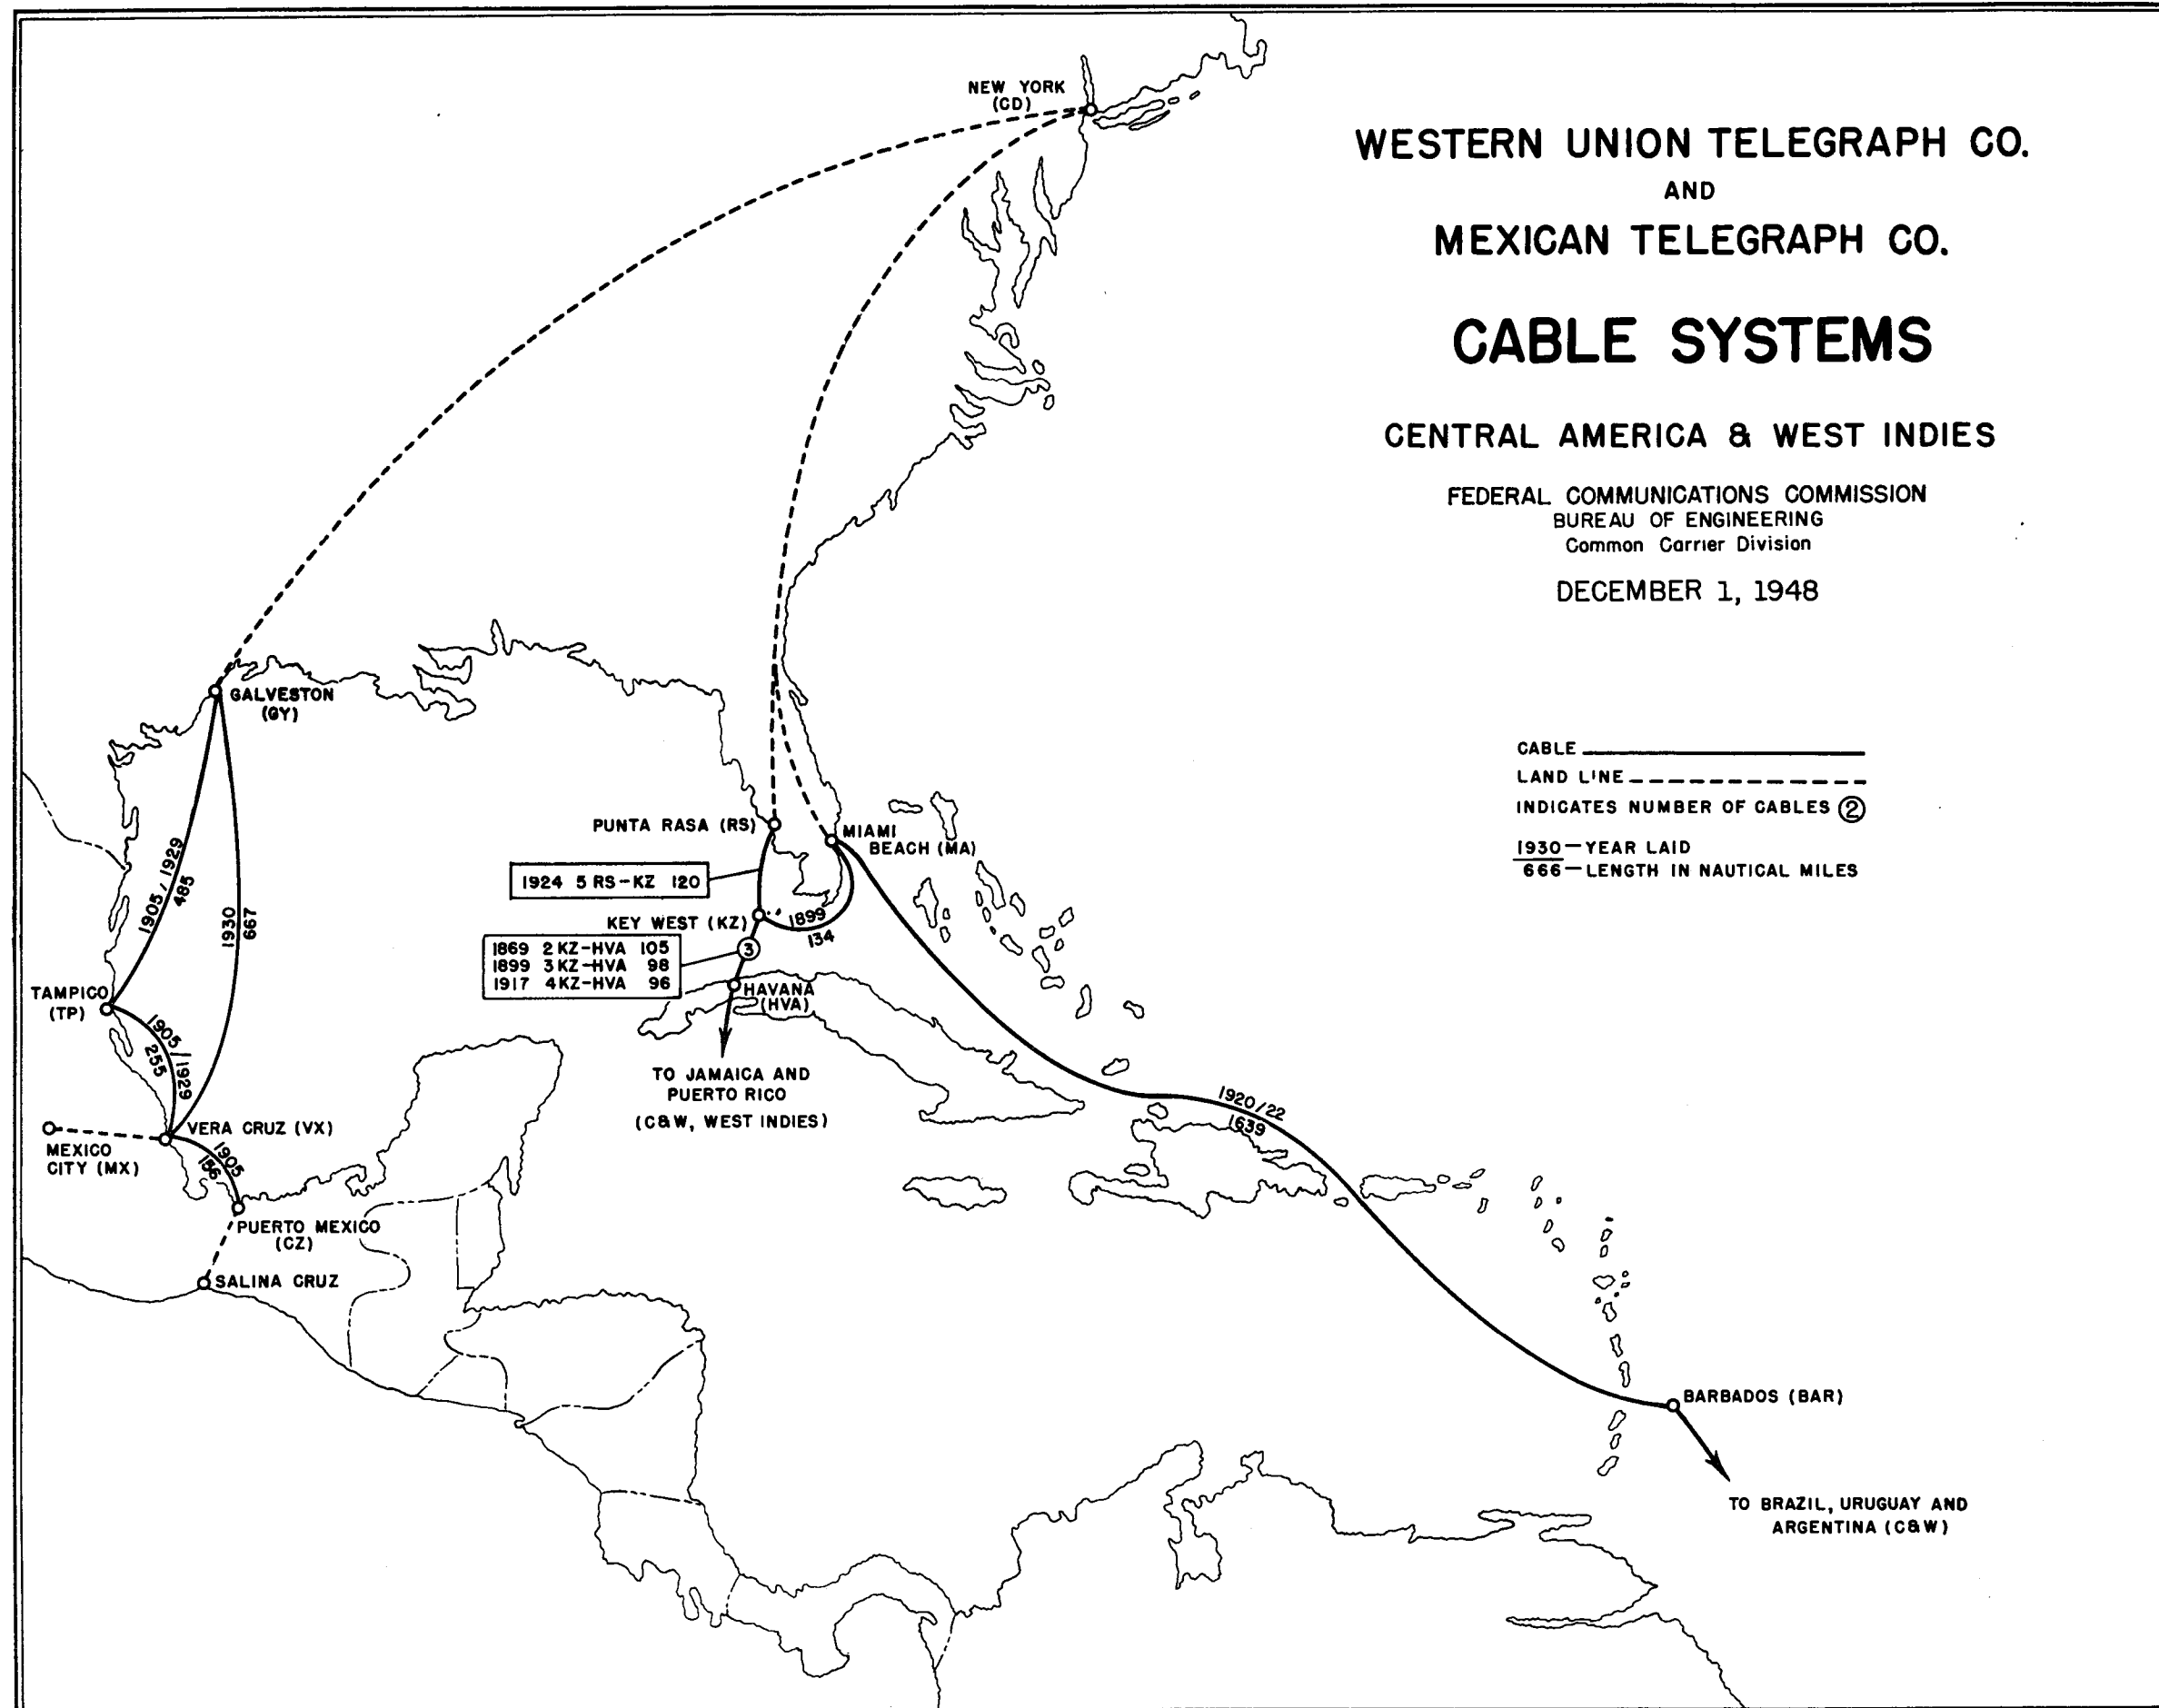 NEW YORK
(CD)
WESTERN UNION TELEGRAPH CO.
AND
MEXICAN TELEGRAPH CO.
CABLE SYSTEMS
CENTRAL AMERICA & WEST INDIES
FEDERAL COMMUNICATIONS COMMISSION
BUREAU OF ENGINEERING
Common Carrier Division
DECEMBER 1, 1948
CABLE
LAND LINE
INDICATES NUMBER OF CABLES 2
1930—YEAR LAID
666—LENGTH IN NAUTICAL MILES
GALVESTON
(GY)
1905/1929
485
1930
667
PUNTA RASA (RS)
MIAMI
BEACH (MA)
1924 5 RS-KZ 120
KEY WEST (KZ)
1899
134
3
1869 2 KZ-HVA 105
1899 3 KZ-HVA 98
1917 4 KZ-HVA 96
HAVANA
(HVA)
TAMPICO
(TP)
1905/1929
255
TO JAMAICA AND
PUERTO RICO
(C&W, WEST INDIES)
1920/22
1639
VERA CRUZ (VX)
MEXICO
CITY (MX)
1905
156
PUERTO MEXICO
(CZ)
SALINA CRUZ
BARBADOS (BAR)
TO BRAZIL, URUGUAY AND
ARGENTINA (C&W)